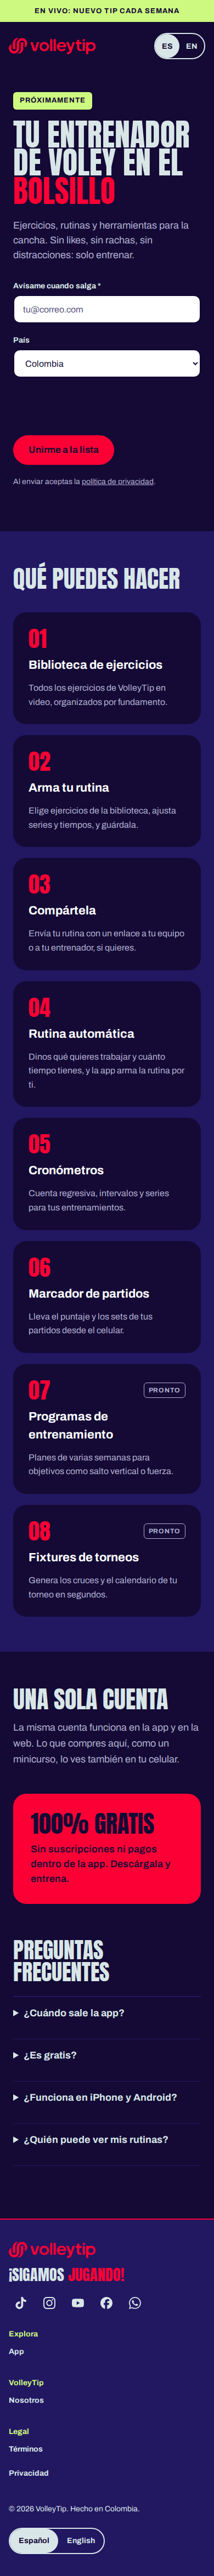 EN VIVO: NUEVO TIP CADA SEMANA
volleytip
ES EN
PRÓXIMAMENTE
TU ENTRENADOR
DE VOLEY EN EL
BOLSILLO
Ejercicios, rutinas y herramientas para la
cancha. Sin likes, sin rachas, sin
distracciones: solo entrenar.
Avísame cuando salga *
tu@correo.com
País
Colombia
Unirme a la lista
Al enviar aceptas la política de privacidad.
QUÉ PUEDES HACER
01
Biblioteca de ejercicios
Todos los ejercicios de VolleyTip en
video, organizados por fundamento.
02
Arma tu rutina
Elige ejercicios de la biblioteca, ajusta
series y tiempos, y guárdala.
03
Compártela
Envía tu rutina con un enlace a tu equipo
o a tu entrenador, si quieres.
04
Rutina automática
Dinos qué quieres trabajar y cuánto
tiempo tienes, y la app arma la rutina por
ti.
05
Cronómetros
Cuenta regresiva, intervalos y series
para tus entrenamientos.
06
Marcador de partidos
Lleva el puntaje y los sets de tus
partidos desde el celular.
07
PRONTO
Programas de
entrenamiento
Planes de varias semanas para
objetivos como salto vertical o fuerza.
08
PRONTO
Fixtures de torneos
Genera los cruces y el calendario de tu
torneo en segundos.
UNA SOLA CUENTA
La misma cuenta funciona en la app y en la
web. Lo que compres aquí, como un
minicurso, lo ves también en tu celular.
100% GRATIS
Sin suscripciones ni pagos
dentro de la app. Descárgala y
entrena.
PREGUNTAS
FRECUENTES
¿Cuándo sale la app?
¿Es gratis?
¿Funciona en iPhone y Android?
¿Quién puede ver mis rutinas?
volleytip
¡SIGAMOS JUGANDO!
Explora
App
VolleyTip
Nosotros
Legal
Términos
Privacidad
© 2026 VolleyTip. Hecho en Colombia.
Español English